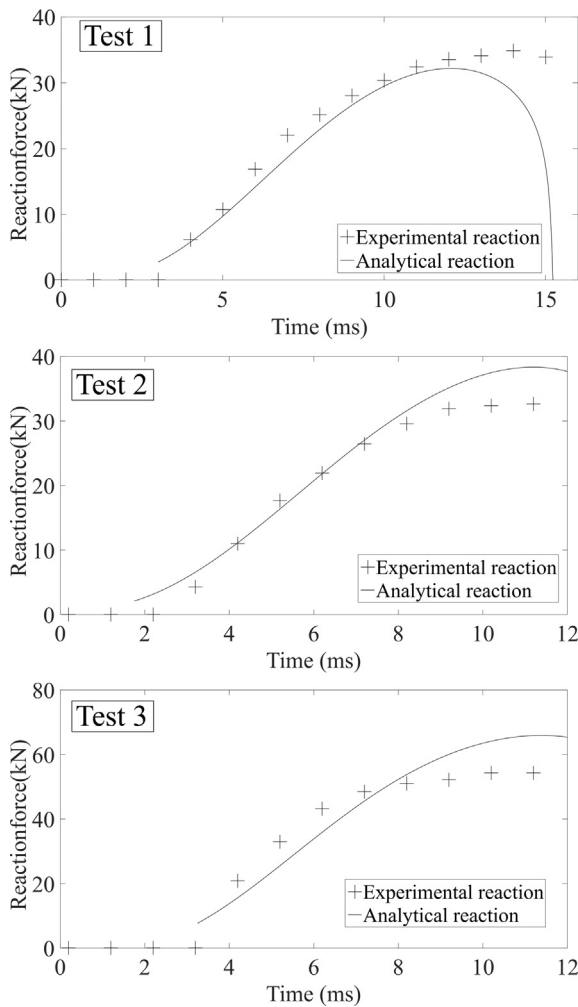 Test 1
Reactionforce(kN)
40
30
20
10
0
Experimental reaction
Analytical reaction
0 5 10 15
Time (ms)
Test 2
Reactionforce(kN)
40
30
20
10
0
Experimental reaction
Analytical reaction
0 2 4 6 8 10 12
Time (ms)
Test 3
Reactionforce(kN)
80
60
40
20
0
Experimental reaction
Analytical reaction
0 2 4 6 8 10 12
Time (ms)